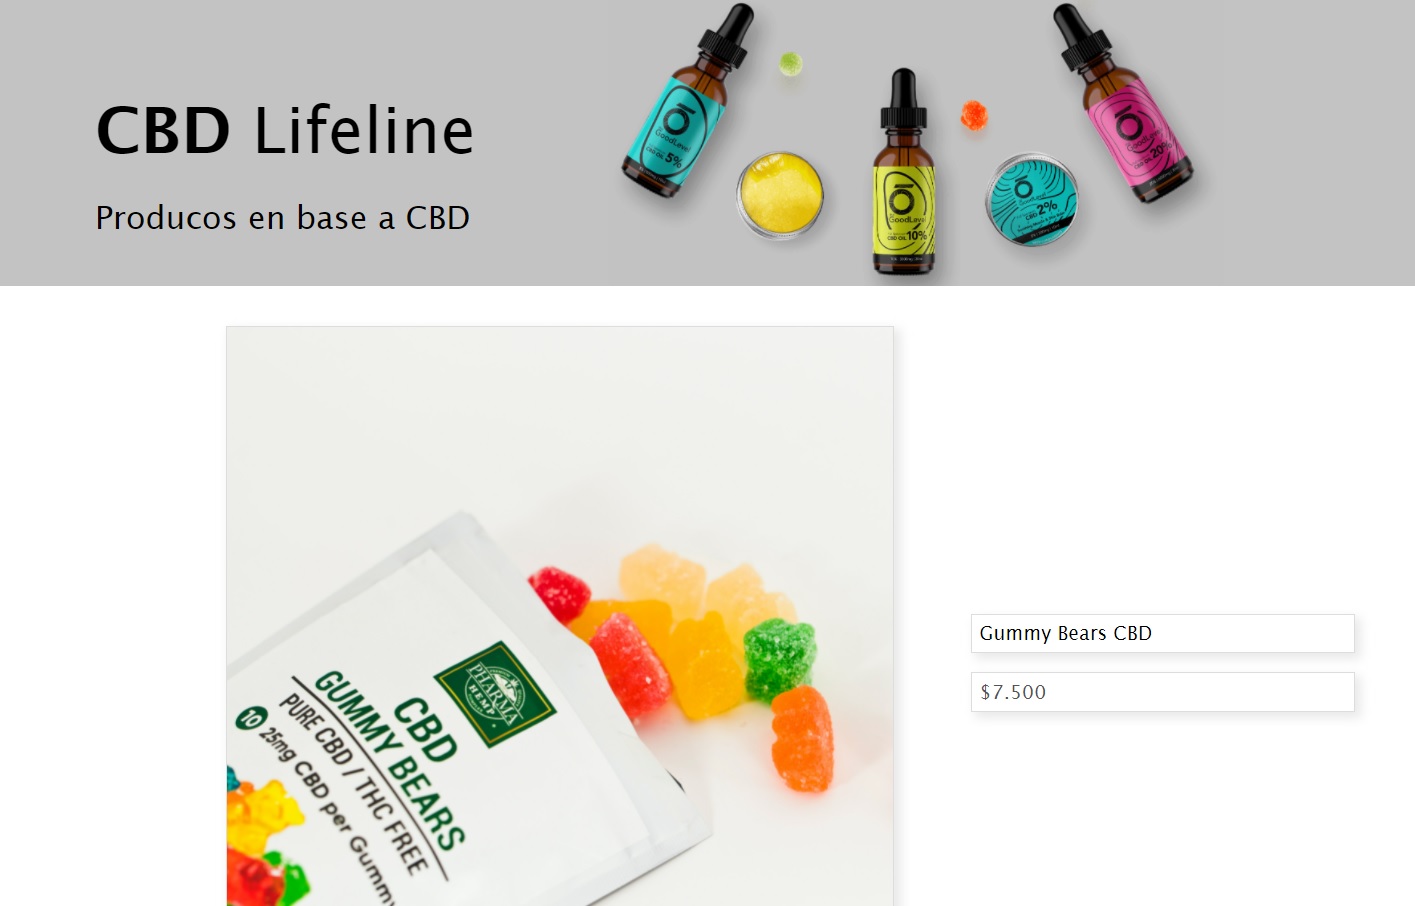 CBD Lifeline
Producos en base a CBD
GoodLevel
CBD OIL 5%
GoodLevel
CBD OIL 10%
GoodLevel
CBD 2%
GoodLevel
CBD OIL 20%
PHARMA
HEMP
CBD
GUMMY BEARS
PURE CBD / THC FREE
10 25mg CBD per Gummy
Gummy Bears CBD
$7.500